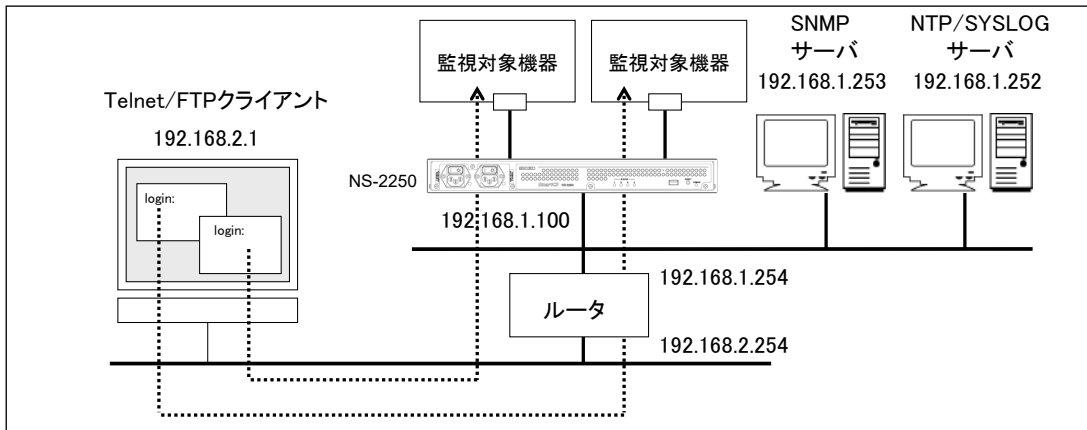 監視対象機器
監視対象機器
SNMP
サーバ
192.168.1.253
NTP/SYSLOG
サーバ
192.168.1.252
Telnet/FTPクライアント
192.168.2.1
login:
login:
NS-2250
192.168.1.100
192.168.1.254
ルータ
192.168.2.254